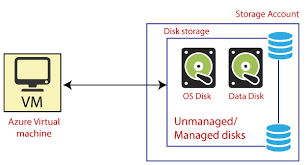 Storage Account
Disk storage
VM
OS Disk
Data Disk
Azure Virtual
machine
Unmanaged/
Managed disks